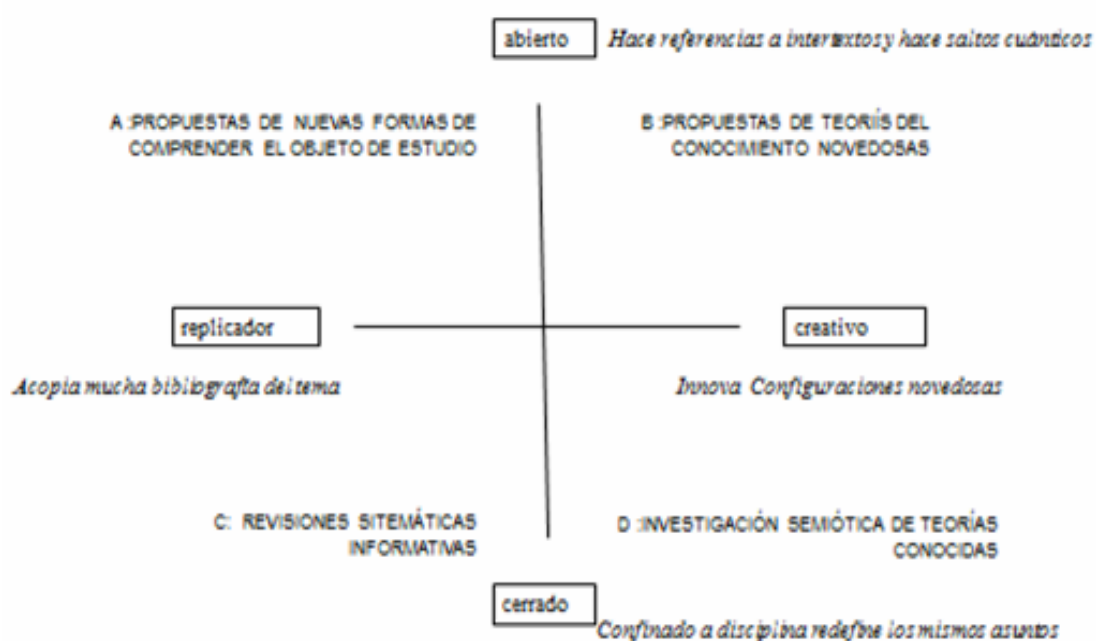 abierto Hace referencias a intertextos y hace saltos cuánticos
A :PROPUESTAS DE NUEVAS FORMAS DE
COMPRENDER EL OBJETO DE ESTUDIO
B :PROPUESTAS DE TEORIÍS DEL
CONOCIMIENTO NOVEDOSAS
replicador
creativo
Acopia mucha bibliografía del tema
Innova Configuraciones novedosas
C: REVISIONES SITEMÁTICAS
INFORMATIVAS
D :INVESTIGACIÓN SEMIÓTICA DE TEORÍAS
CONOCIDAS
cerrado
Confinado a disciplina redefine los mismos asuntos